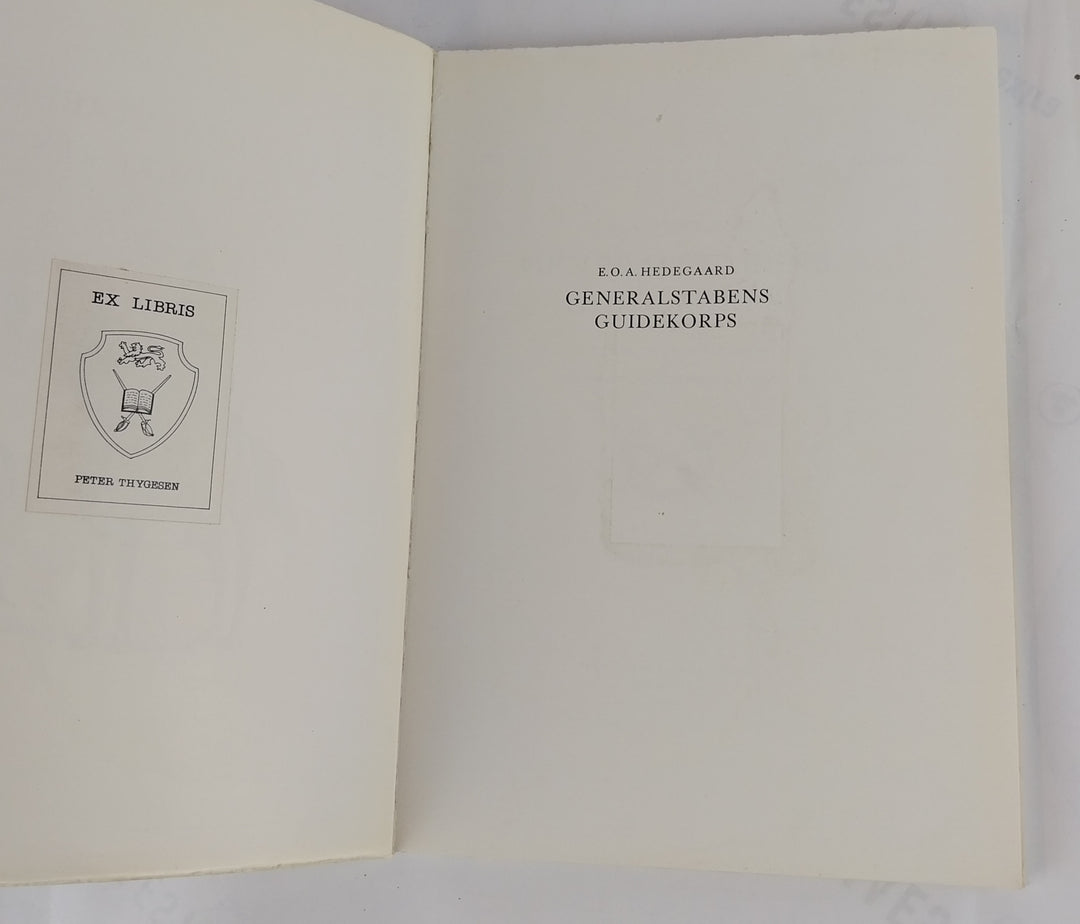 EX LIBRIS
PETER THYGESEN
E.O.A. HEDEGAARD
GENERALSTABENS
GUIDEKORPS